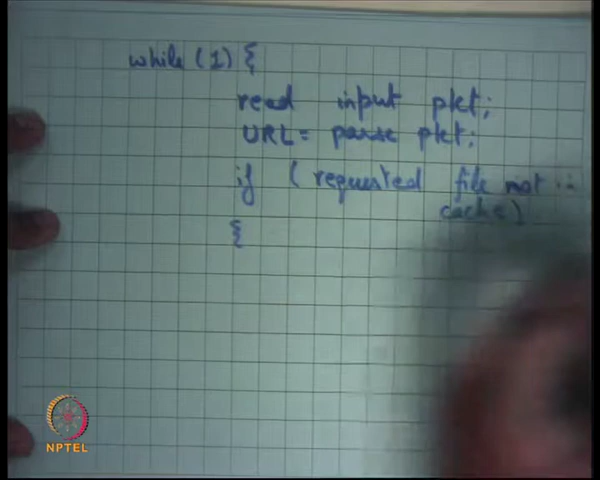 while (1) {
read input pkt;
URL = parse pkt;
if (requested file not in
cache)
{
NPTEL